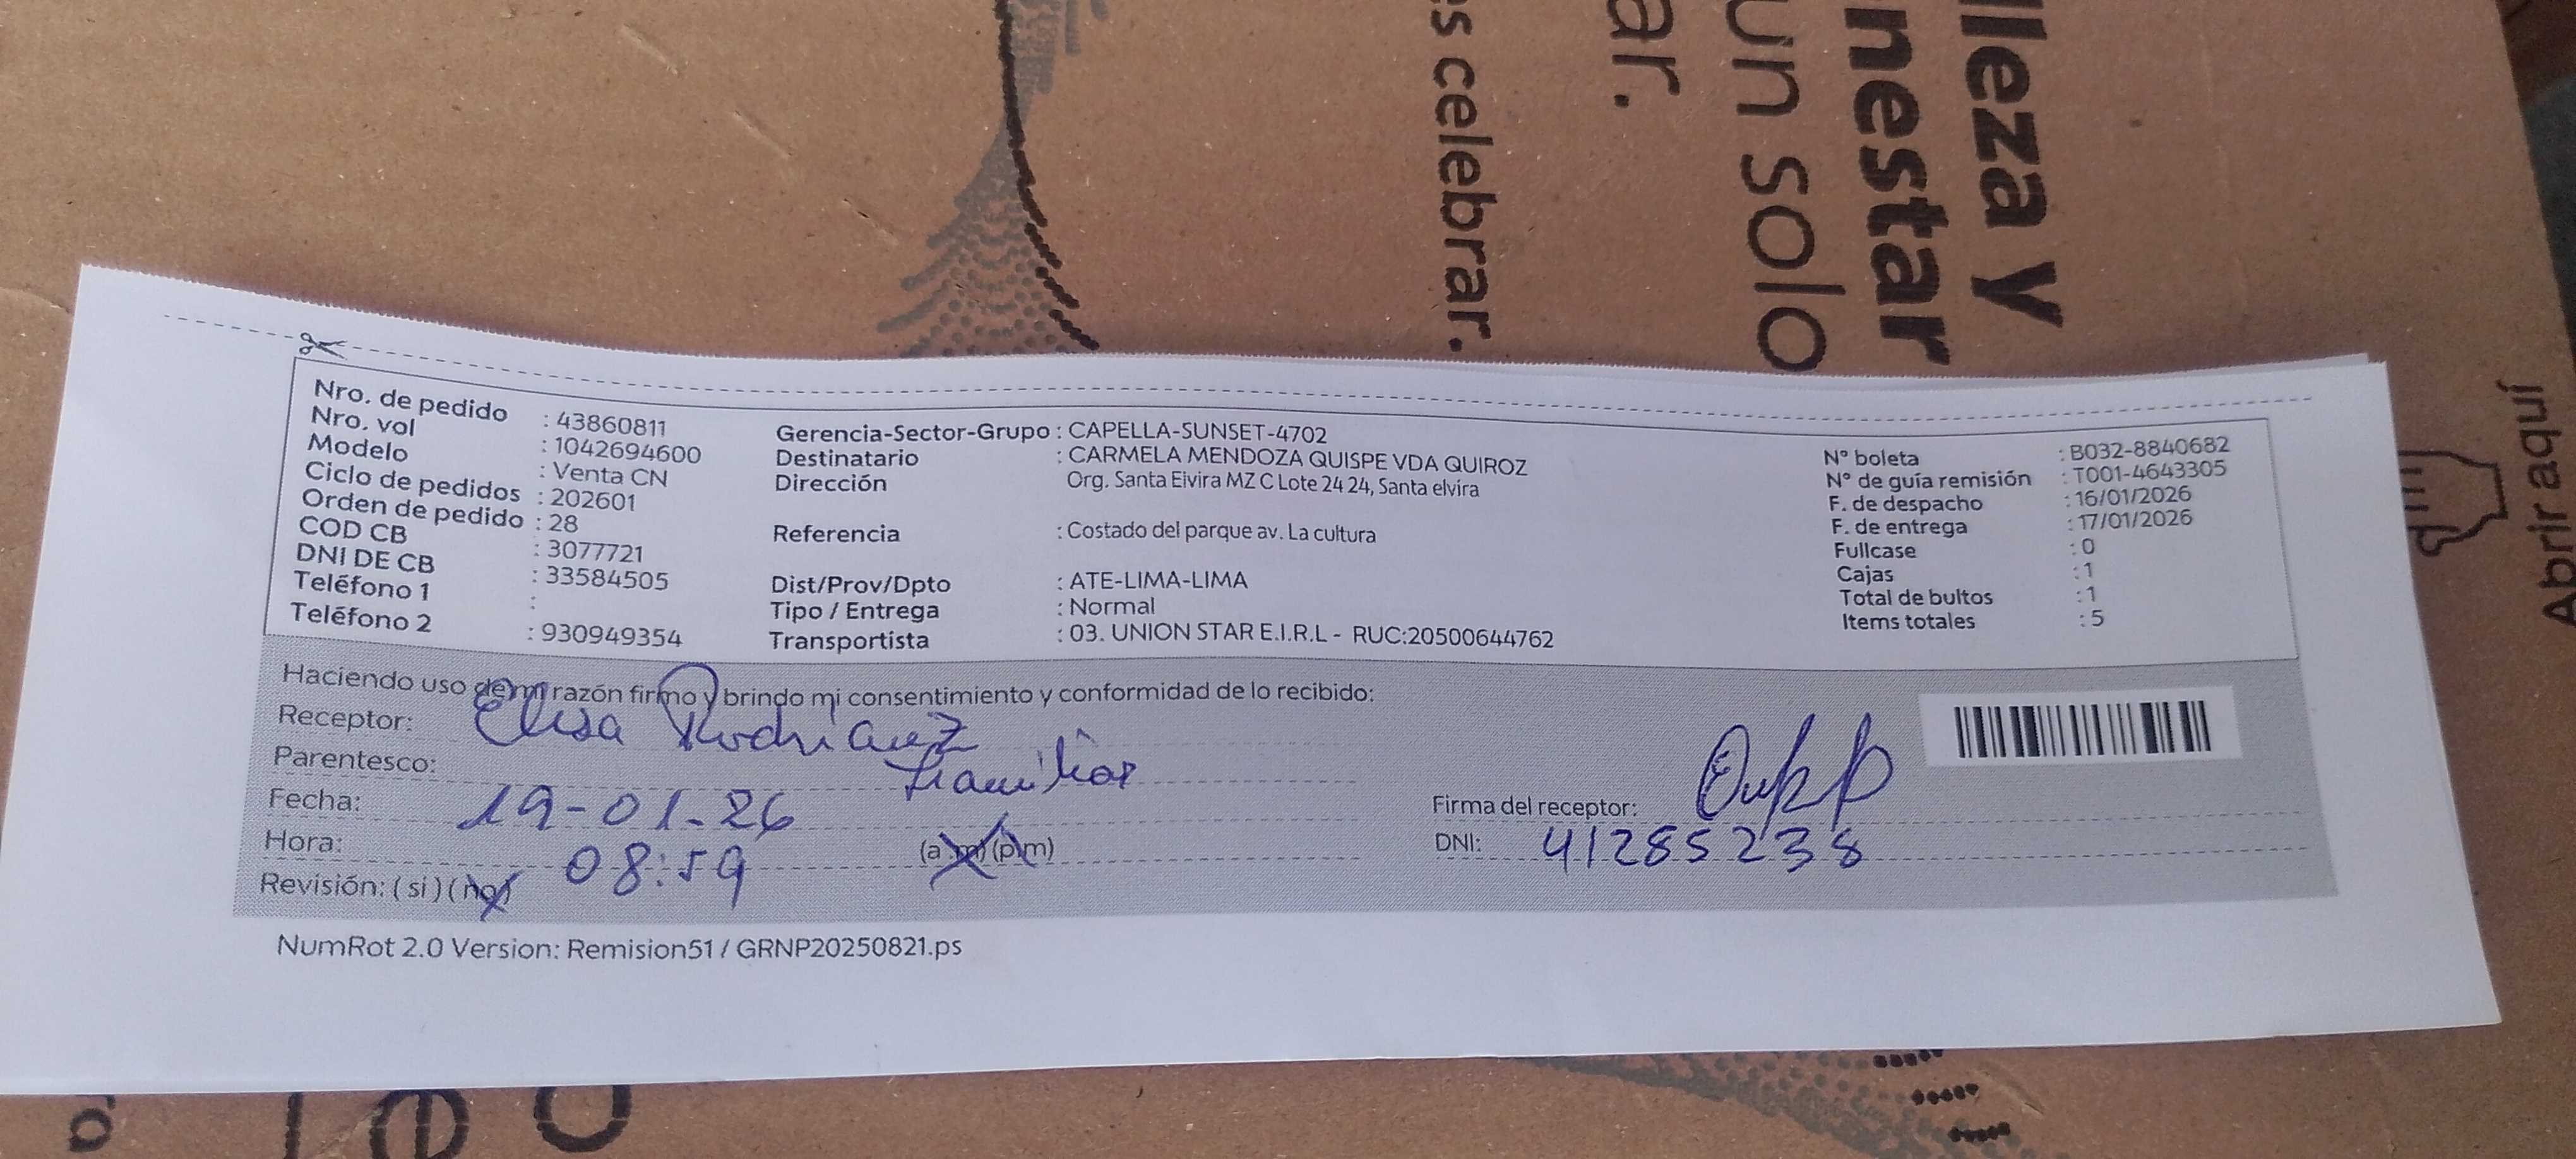 lleza y
nestar
un solo
ar.
s celebrar.
Abrir aquí
Nro. de pedido : 43860811
Nro. vol : 1042694600
Modelo : Venta CN
Ciclo de pedidos : 202601
Orden de pedido : 28
COD CB : 3077721
DNI DE CB : 33584505
Teléfono 1 :
Teléfono 2 : 930949354
Gerencia-Sector-Grupo : CAPELLA-SUNSET-4702
Destinatario : CARMELA MENDOZA QUISPE VDA QUIROZ
Dirección Org. Santa Elvira MZ C Lote 24 24, Santa elvira
Referencia : Costado del parque av. La cultura
Dist/Prov/Dpto : ATE-LIMA-LIMA
Tipo / Entrega : Normal
Transportista : 03. UNION STAR E.I.R.L - RUC:20500644762
N° boleta : B032-8840682
N° de guía remisión : T001-4643305
F. de despacho : 16/01/2026
F. de entrega : 17/01/2026
Fullcase : 0
Cajas : 1
Total de bultos : 1
Items totales : 5
Haciendo uso de mi razón firmo y brindo mi consentimiento y conformidad de lo recibido:
Receptor: Elisa Rodriguez
Parentesco: Familiar
Fecha: 19-01-26
Hora: 08:59 (a.m) (p.m)
Revisión: ( si ) ( no )
Firma del receptor:
DNI: 41285238
NumRot 2.0 Version: Remision51 / GRNP20250821.ps